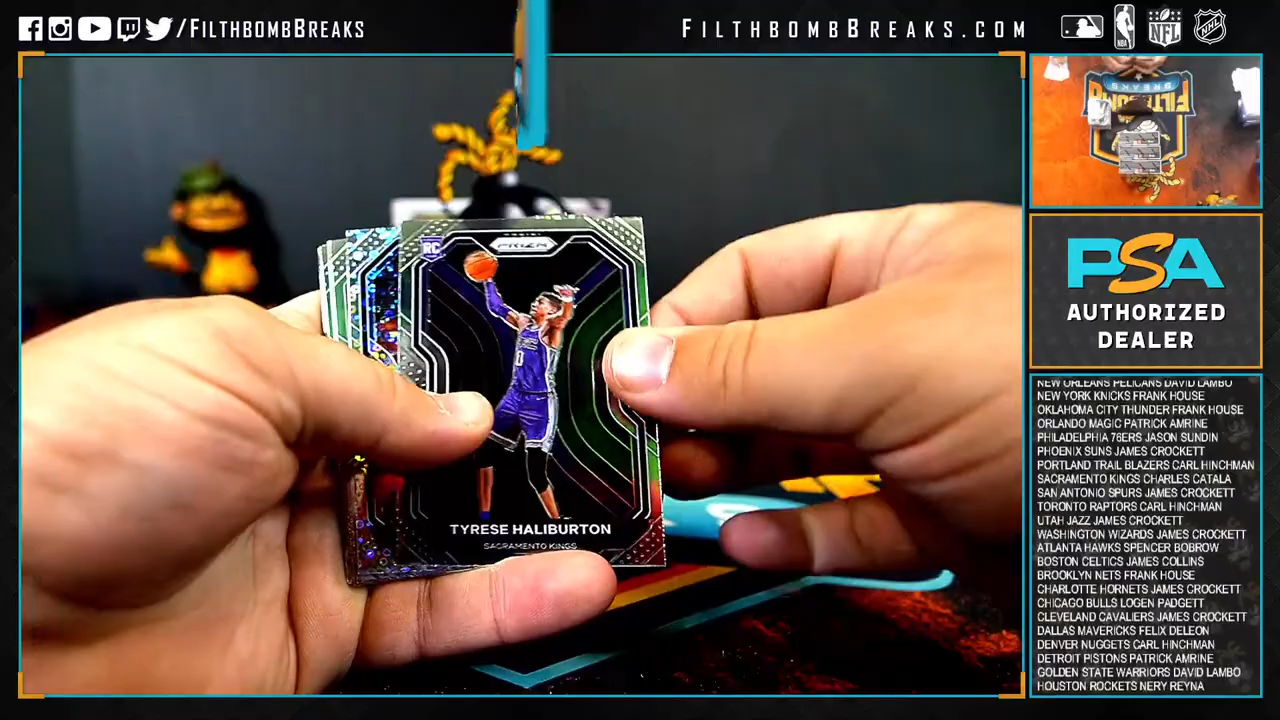 /FilthbombBreaks
FilthbombBreaks.com
NBA
NFL
NHL
RC
PRIZM
TYRESE HALIBURTON
SACRAMENTO KINGS
BREAKS
PSA
AUTHORIZED
DEALER
NEW ORLEANS PELICANS DAVID LAMBO
NEW YORK KNICKS FRANK HOUSE
OKLAHOMA CITY THUNDER FRANK HOUSE
ORLANDO MAGIC PATRICK AMRINE
PHILADELPHIA 76ERS JASON SUNDIN
PHOENIX SUNS JAMES CROCKETT
PORTLAND TRAIL BLAZERS CARL HINCHMAN
SACRAMENTO KINGS CHARLES CATALA
SAN ANTONIO SPURS JAMES CROCKETT
TORONTO RAPTORS CARL HINCHMAN
UTAH JAZZ JAMES CROCKETT
WASHINGTON WIZARDS JAMES CROCKETT
ATLANTA HAWKS SPENCER BOBROW
BOSTON CELTICS JAMES COLLINS
BROOKLYN NETS FRANK HOUSE
CHARLOTTE HORNETS JAMES CROCKETT
CHICAGO BULLS LOGEN PADGETT
CLEVELAND CAVALIERS JAMES CROCKETT
DALLAS MAVERICKS FELIX DELEON
DENVER NUGGETS CARL HINCHMAN
DETROIT PISTONS PATRICK AMRINE
GOLDEN STATE WARRIORS DAVID LAMBO
HOUSTON ROCKETS NERY REYNA